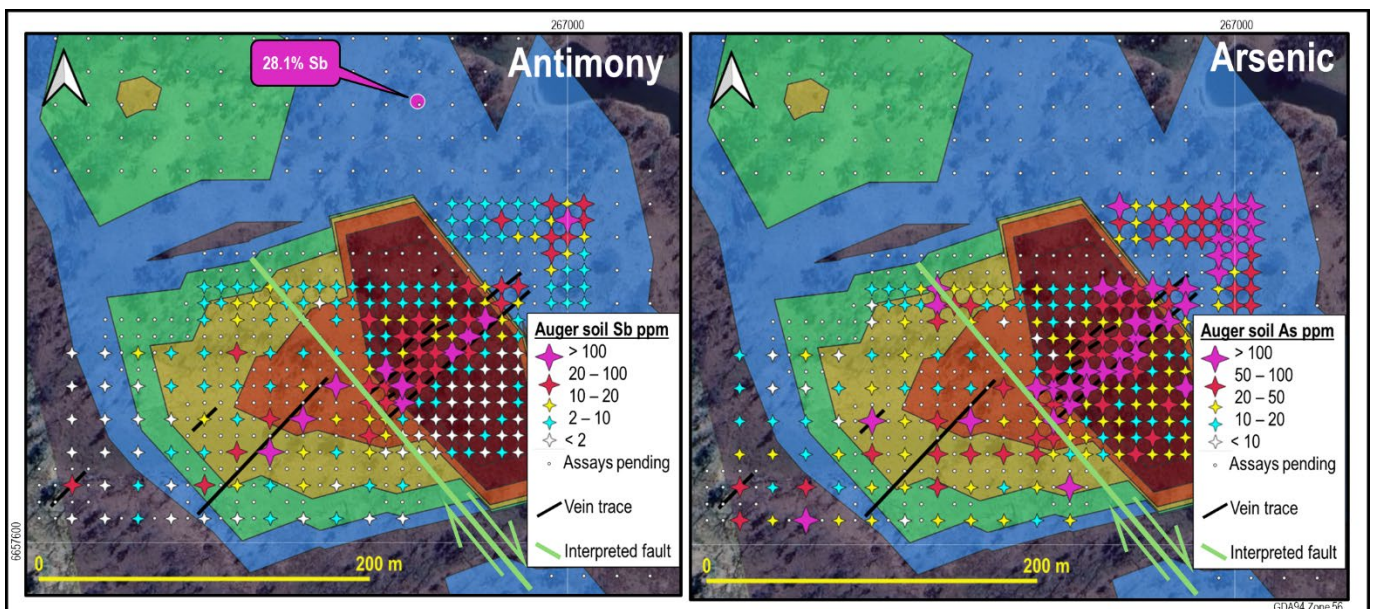 267000
267000
28.1% Sb
Antimony
Arsenic
Auger soil Sb ppm
> 100
20 – 100
10 – 20
2 – 10
< 2
Assays pending
Vein trace
Interpreted fault
Auger soil As ppm
> 100
50 – 100
20 – 50
10 – 20
< 10
Assays pending
Vein trace
Interpreted fault
6657600
0
200 m
0
200 m
GDA94 Zone 56